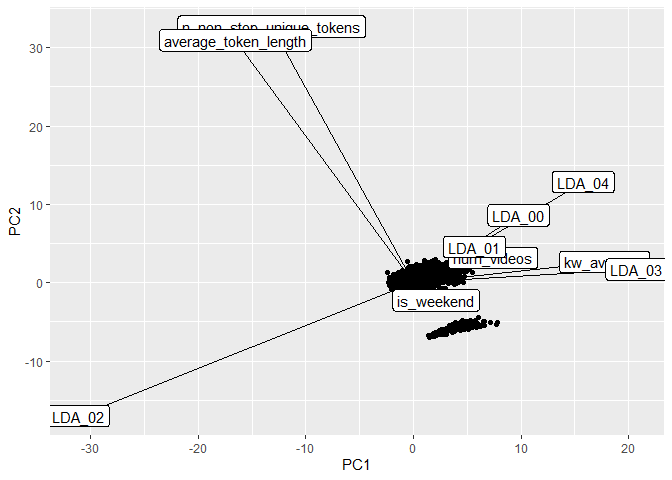 n_non_stop_unique_tokens
average_token_length
30
LDA_04
20
10
LDA_00
LDA_01
num_videos
kw_av
LDA_03
0
is_weekend
-10
LDA_02
-30
-20
-10
0
10
20
PC1
PC2